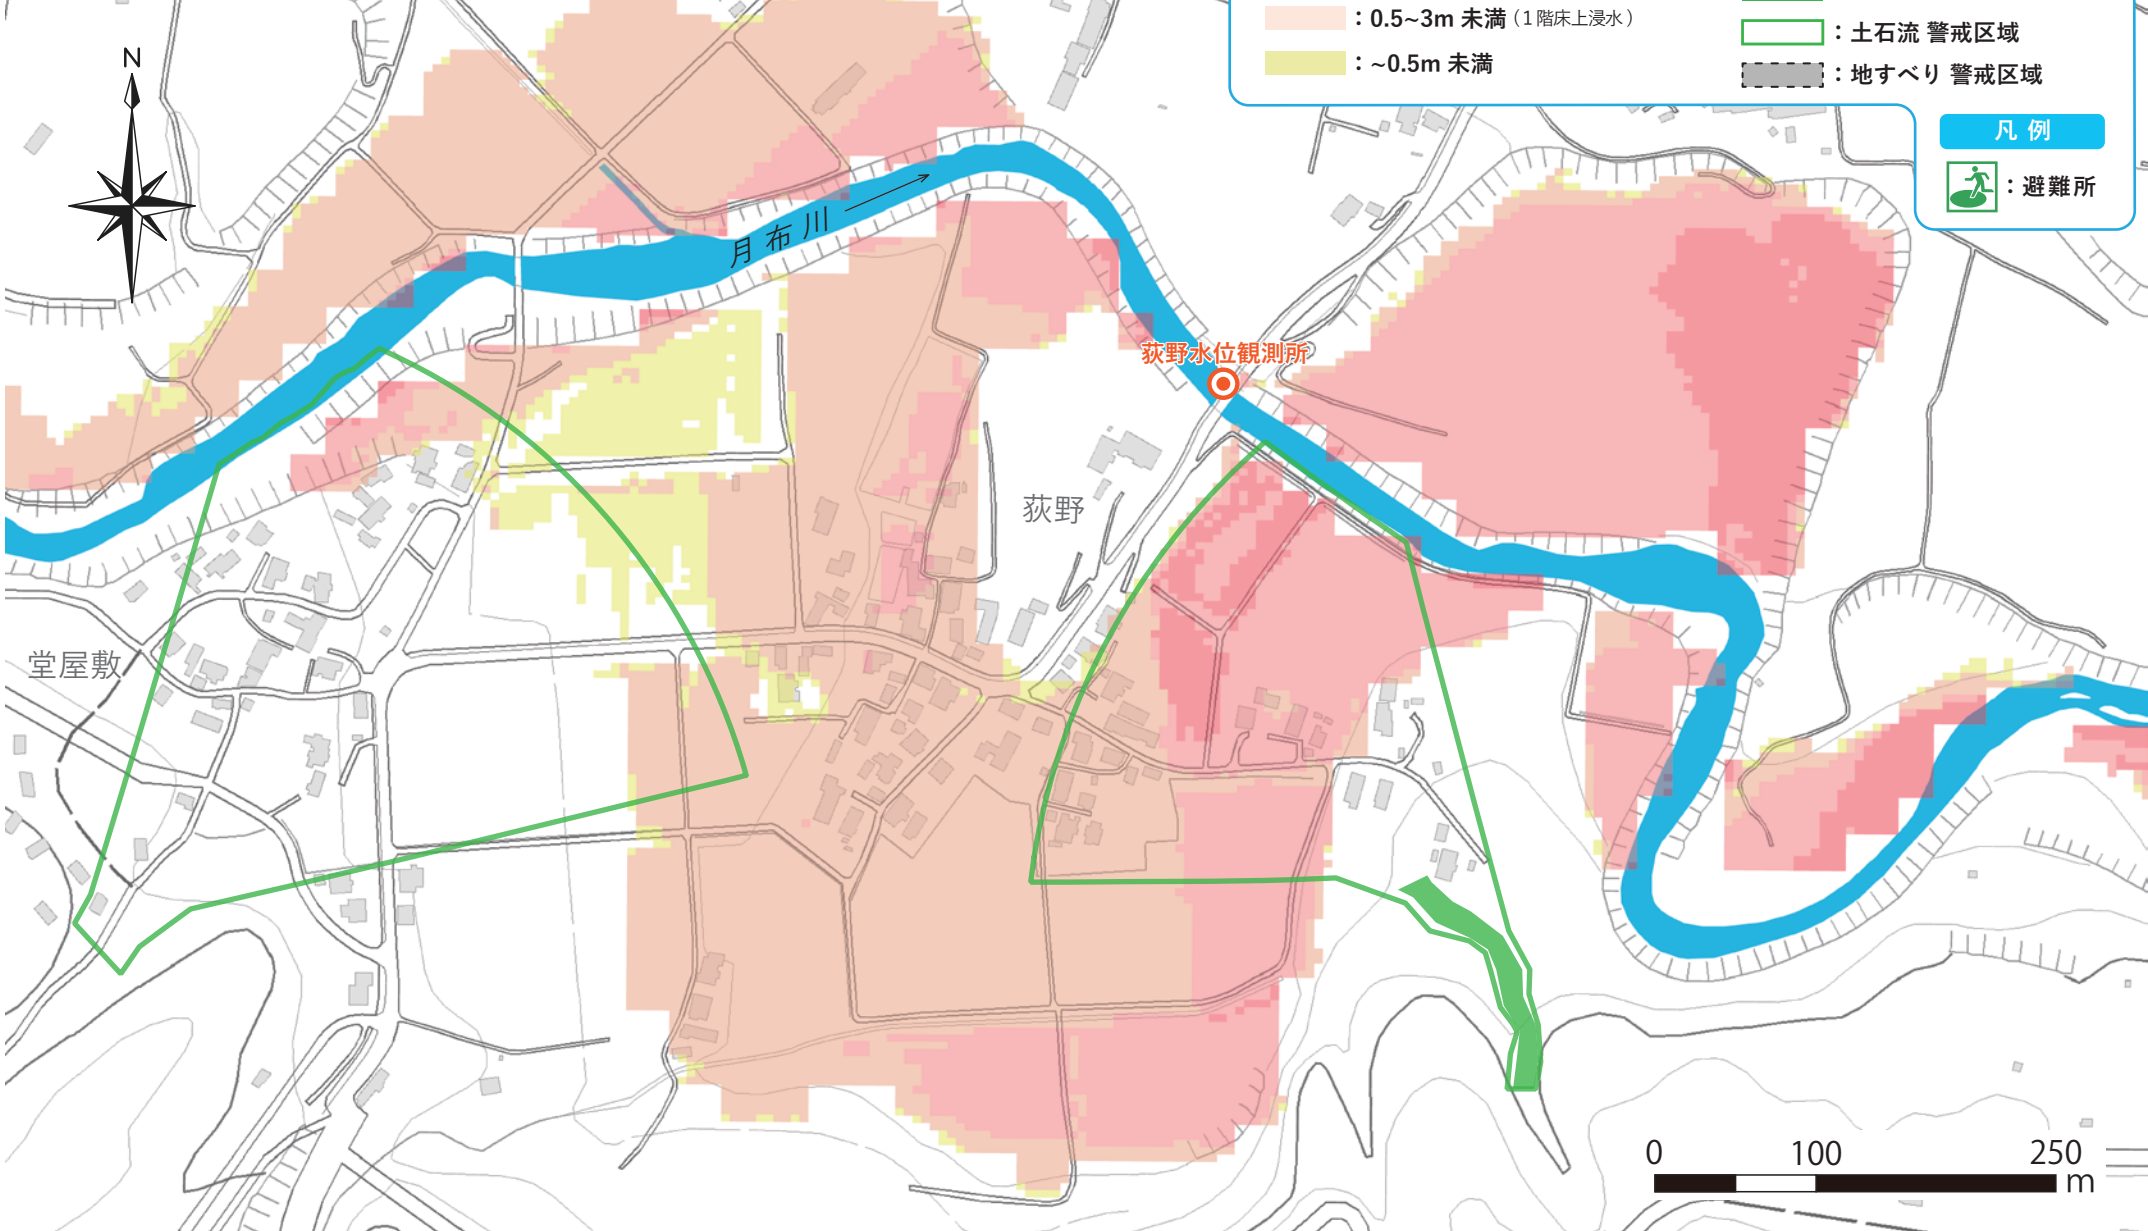 ：0.5~3m 未満（1階床上浸水）
：~0.5m 未満
：土石流 警戒区域
：地すべり 警戒区域
凡 例
：避難所
N
月布川
荻野水位観測所
荻野
堂屋敷
0 100 250
m